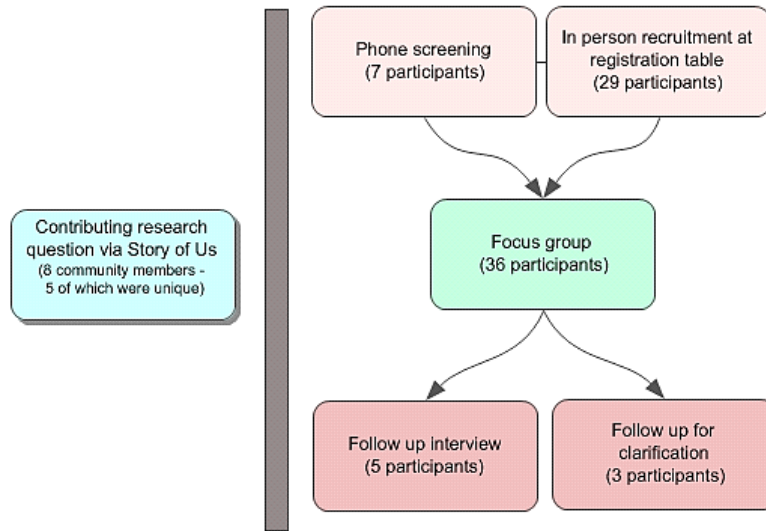 Phone screening
(7 participants)
In person recruitment at
registration table
(29 participants)
Contributing research
question via Story of Us
(8 community members -
5 of which were unique)
Focus group
(36 participants)
Follow up interview
(5 participants)
Follow up for
clarification
(3 participants)